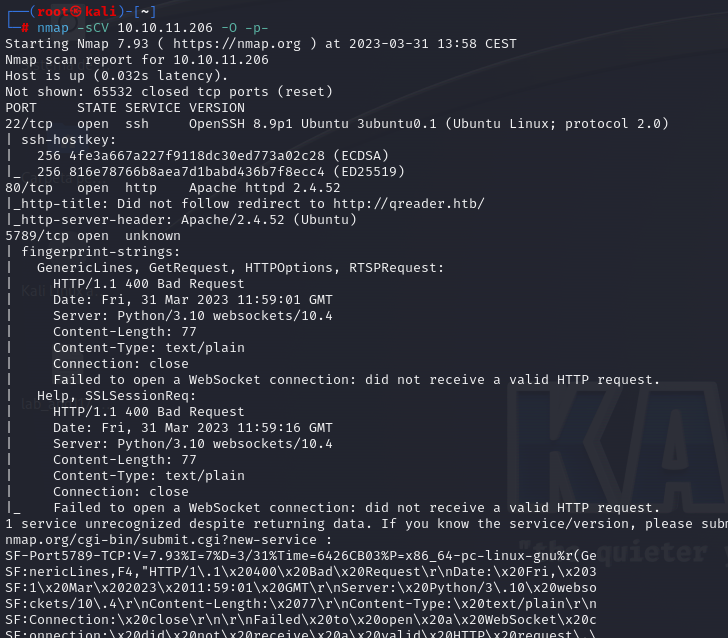 ┌──(root㉿kali)-[~]
└─# nmap -sCV 10.10.11.206 -O -p-
Starting Nmap 7.93 ( https://nmap.org ) at 2023-03-31 13:58 CEST
Nmap scan report for 10.10.11.206
Host is up (0.032s latency).
Not shown: 65532 closed tcp ports (reset)
PORT     STATE SERVICE VERSION
22/tcp   open  ssh     OpenSSH 8.9p1 Ubuntu 3ubuntu0.1 (Ubuntu Linux; protocol 2.0)
| ssh-hostkey:
|   256 4fe3a667a227f9118dc30ed773a02c28 (ECDSA)
|_  256 816e78766b8aea7d1babd436b7f8ecc4 (ED25519)
80/tcp   open  http    Apache httpd 2.4.52
|_http-title: Did not follow redirect to http://qreader.htb/
|_http-server-header: Apache/2.4.52 (Ubuntu)
5789/tcp open  unknown
| fingerprint-strings:
|   GenericLines, GetRequest, HTTPOptions, RTSPRequest:
|     HTTP/1.1 400 Bad Request
|     Date: Fri, 31 Mar 2023 11:59:01 GMT
|     Server: Python/3.10 websockets/10.4
|     Content-Length: 77
|     Content-Type: text/plain
|     Connection: close
|     Failed to open a WebSocket connection: did not receive a valid HTTP request.
|   Help, SSLSessionReq:
|     HTTP/1.1 400 Bad Request
|     Date: Fri, 31 Mar 2023 11:59:16 GMT
|     Server: Python/3.10 websockets/10.4
|     Content-Length: 77
|     Content-Type: text/plain
|     Connection: close
|_    Failed to open a WebSocket connection: did not receive a valid HTTP request.
1 service unrecognized despite returning data. If you know the service/version, please sub
nmap.org/cgi-bin/submit.cgi?new-service :
SF-Port5789-TCP:V=7.93%I=7%D=3/31%Time=6426CB03%P=x86_64-pc-linux-gnu%r(Ge
SF:nericLines,F4,"HTTP/1\.1\x20400\x20Bad\x20Request\r\nDate:\x20Fri,\x203
SF:1\x20Mar\x202023\x2011:59:01\x20GMT\r\nServer:\x20Python/3\.10\x20webso
SF:ckets/10\.4\r\nContent-Length:\x2077\r\nContent-Type:\x20text/plain\r\n
SF:Connection:\x20close\r\n\r\nFailed\x20to\x20open\x20a\x20WebSocket\x20c
SF:onnection:\x20did\x20not\x20receive\x20a\x20valid\x20HTTP\x20request\.\
KA
"the quieter y